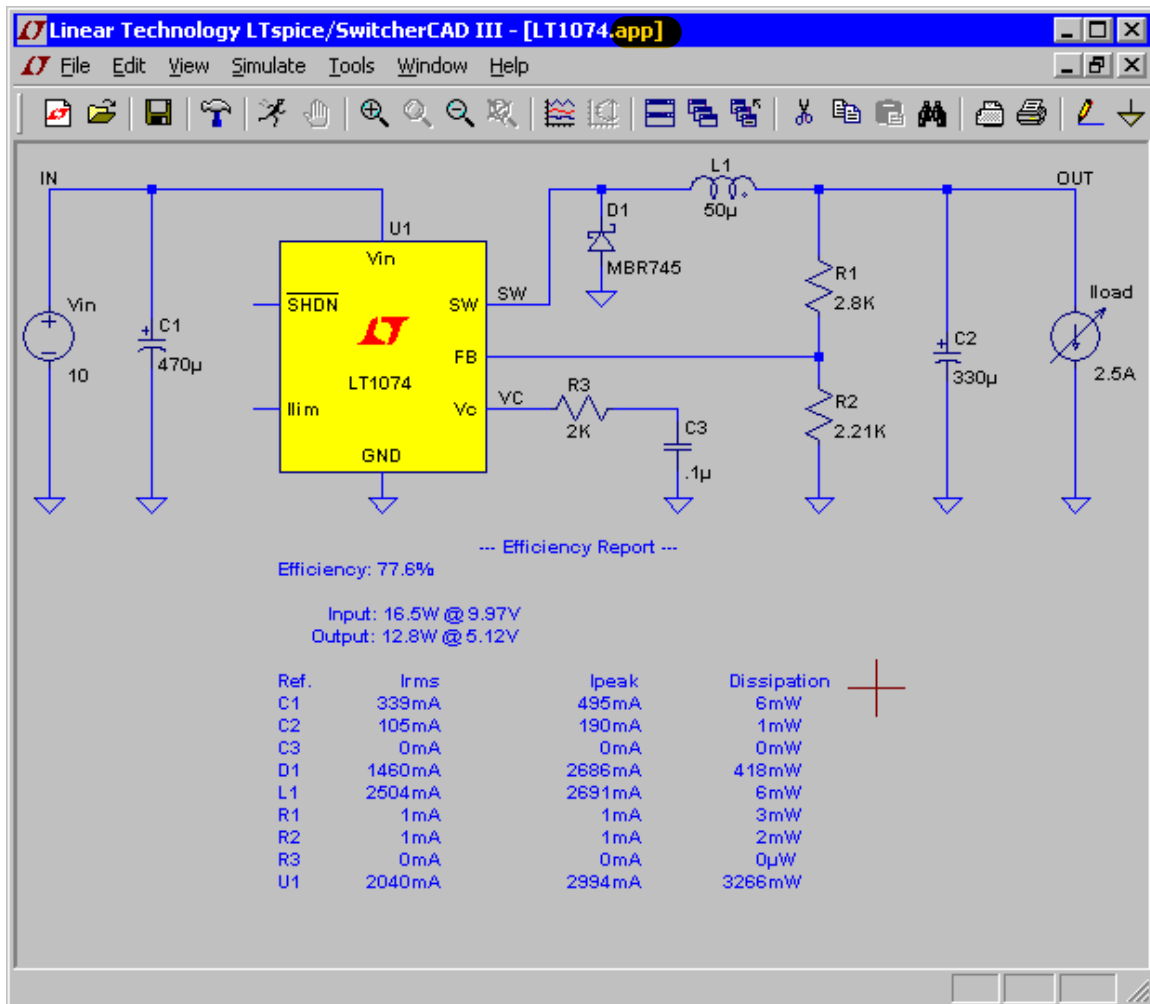 Linear Technology LTspice/SwitcherCAD III - [LT1074.app]
File Edit View Simulate Tools Window Help
IN
L1
OUT
50µ
D1
U1
MBR745
Vin
SHDN
SW
SW
R1
2.8K
Iload
Vin
10
C1
470µ
LT
FB
C2
330µ
2.5A
LT1074
R3
VC
Ilim
Vc
2K
R2
2.21K
C3
.1µ
GND
--- Efficiency Report ---
Efficiency: 77.6%
Input: 16.5W @ 9.97V
Output: 12.8W @ 5.12V
Ref. Irms Ipeak Dissipation
C1 339mA 495mA 6mW
C2 105mA 190mA 1mW
C3 0mA 0mA 0mW
D1 1460mA 2686mA 418mW
L1 2504mA 2691mA 6mW
R1 1mA 1mA 3mW
R2 1mA 1mA 2mW
R3 0mA 0mA 0µW
U1 2040mA 2994mA 3266mW